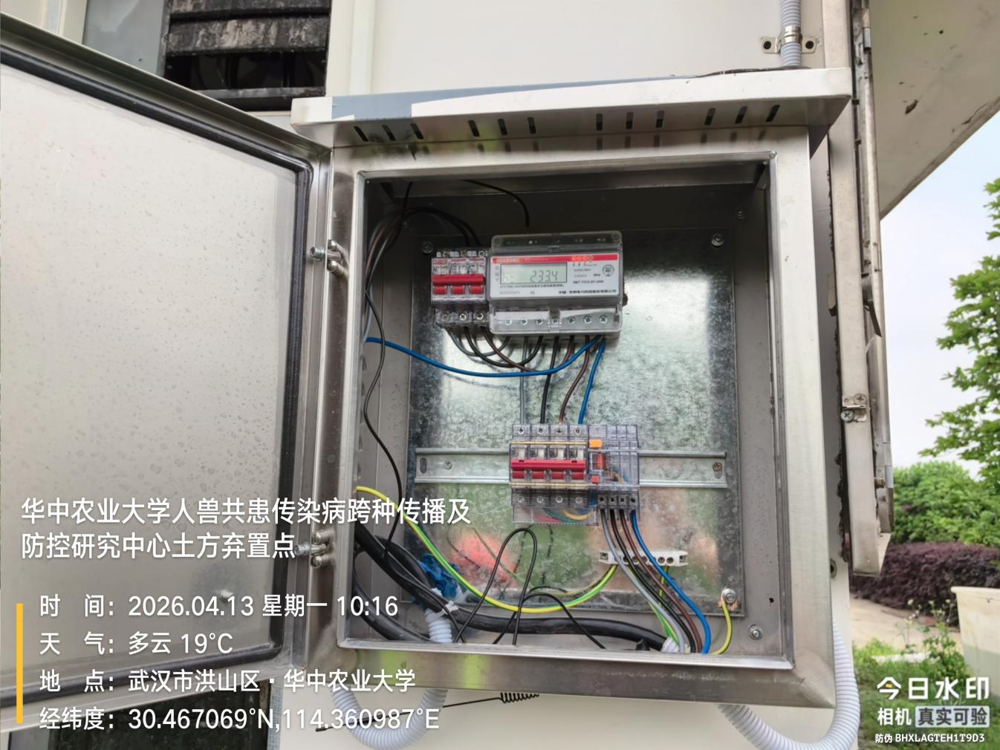 2334
GB/T 17215.321-2008
华中农业大学人兽共患传染病跨种传播及
防控研究中心土方弃置点
时 间：2026.04.13 星期一 10:16
天 气：多云 19°C
地 点：武汉市洪山区·华中农业大学
经纬度：30.467069°N,114.360987°E
今日水印
相机 真实可验
防伪 BHXLAGTEH1T9D3